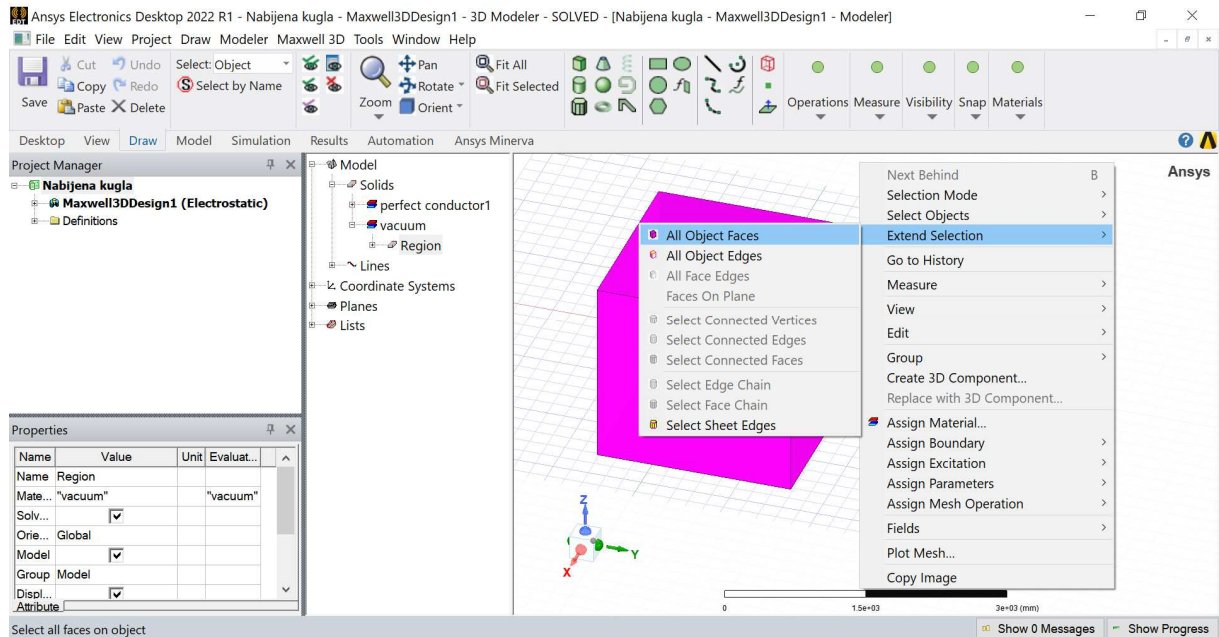 Ansys Electronics Desktop 2022 R1 - Nabijena kugla - Maxwell3DDesign1 - 3D Modeler - SOLVED - [Nabijena kugla - Maxwell3DDesign1 - Modeler]
File Edit View Project Draw Modeler Maxwell 3D Tools Window Help
Save
Cut Undo
Copy Redo
Paste Delete
Select: Object
Select by Name
Zoom
Pan
Rotate
Orient
Fit All
Fit Selected
Operations Measure Visibility Snap Materials
Desktop View Draw Model Simulation Results Automation Ansys Minerva
Project Manager
Nabijena kugla
Maxwell3DDesign1 (Electrostatic)
Definitions
Model
Solids
perfect conductor1
vacuum
Region
Lines
Coordinate Systems
Planes
Lists
All Object Faces
All Object Edges
All Face Edges
Faces On Plane
Select Connected Vertices
Select Connected Edges
Select Connected Faces
Select Edge Chain
Select Face Chain
Select Sheet Edges
Next Behind B
Selection Mode
Select Objects
Extend Selection
Go to History
Measure
View
Edit
Group
Create 3D Component...
Replace with 3D Component...
Assign Material...
Assign Boundary
Assign Excitation
Assign Parameters
Assign Mesh Operation
Fields
Plot Mesh...
Copy Image
Ansys
Properties
Name Value Unit Evaluat...
Name Region
Mate... "vacuum" "vacuum"
Solv...
Orie... Global
Model
Group Model
Displ...
Attribute
Z
Y
X
0 1.5e+03 3e+03 (mm)
Select all faces on object
Show 0 Messages Show Progress